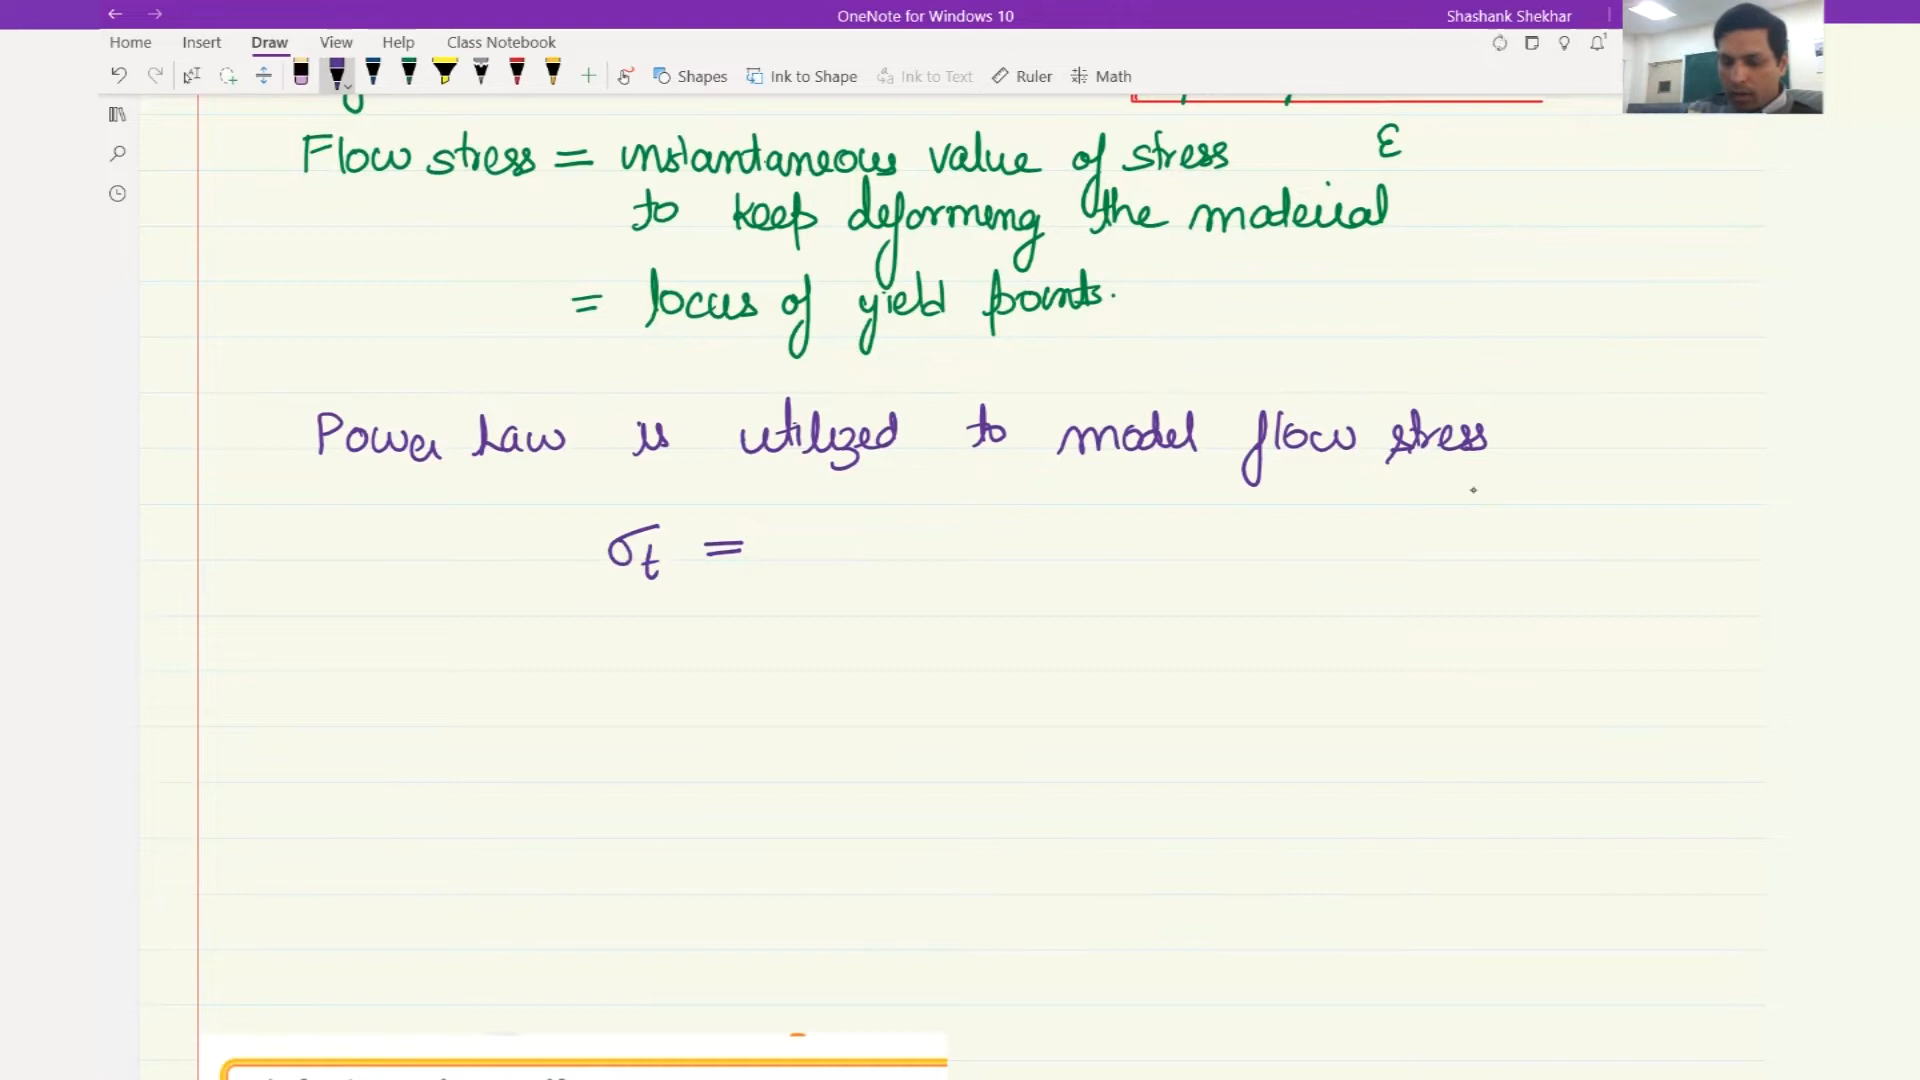 OneNote for Windows 10
Shashank Shekhar
Home Insert Draw View Help Class Notebook
Shapes Ink to Shape Ink to Text Ruler Math
Flow stress = instantaneous value of stress ε
to keep deforming the material
= locus of yield points.
Power Law is utilized to model flow stress
σt =